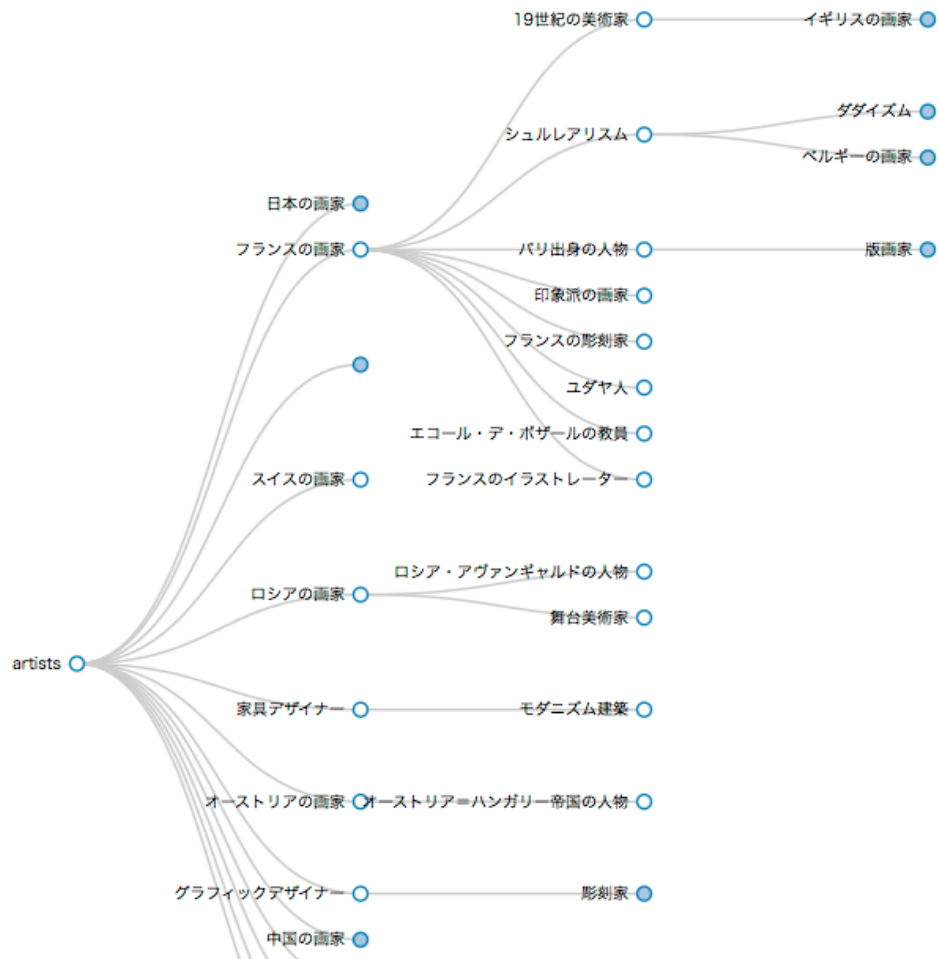 19世紀の美術家
イギリスの画家
ダダイズム
シュルレアリスム
ベルギーの画家
日本の画家
フランスの画家
パリ出身の人物
版画家
印象派の画家
フランスの彫刻家
ユダヤ人
エコール・デ・ボザールの教員
スイスの画家
フランスのイラストレーター
ロシア・アヴァンギャルドの人物
ロシアの画家
舞台美術家
artists
家具デザイナー
モダニズム建築
オーストリアの画家
オーストリア=ハンガリー帝国の人物
グラフィックデザイナー
彫刻家
中国の画家